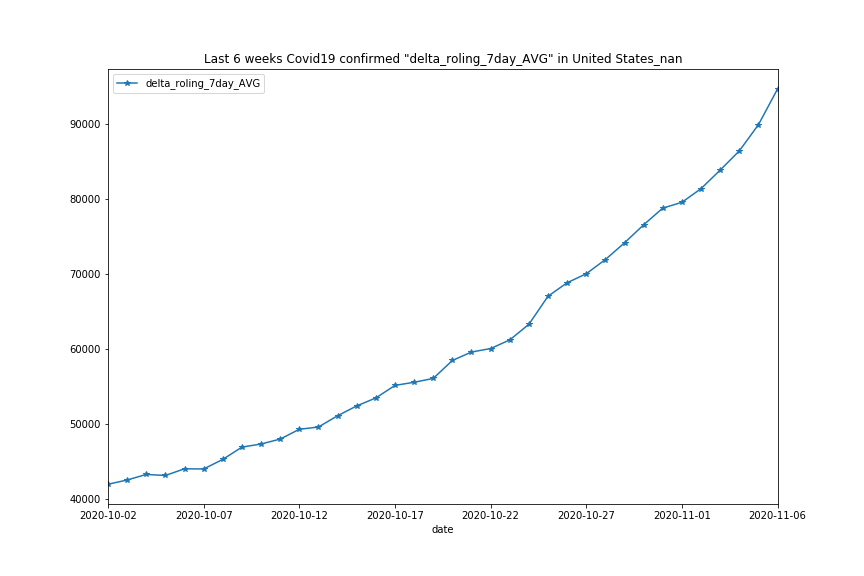 Last 6 weeks Covid19 confirmed "delta_roling_7day_AVG" in United States_nan
delta_roling_7day_AVG
90000
80000
70000
60000
50000
40000
2020-10-02 2020-10-07 2020-10-12 2020-10-17 2020-10-22 2020-10-27 2020-11-01 2020-11-06
date